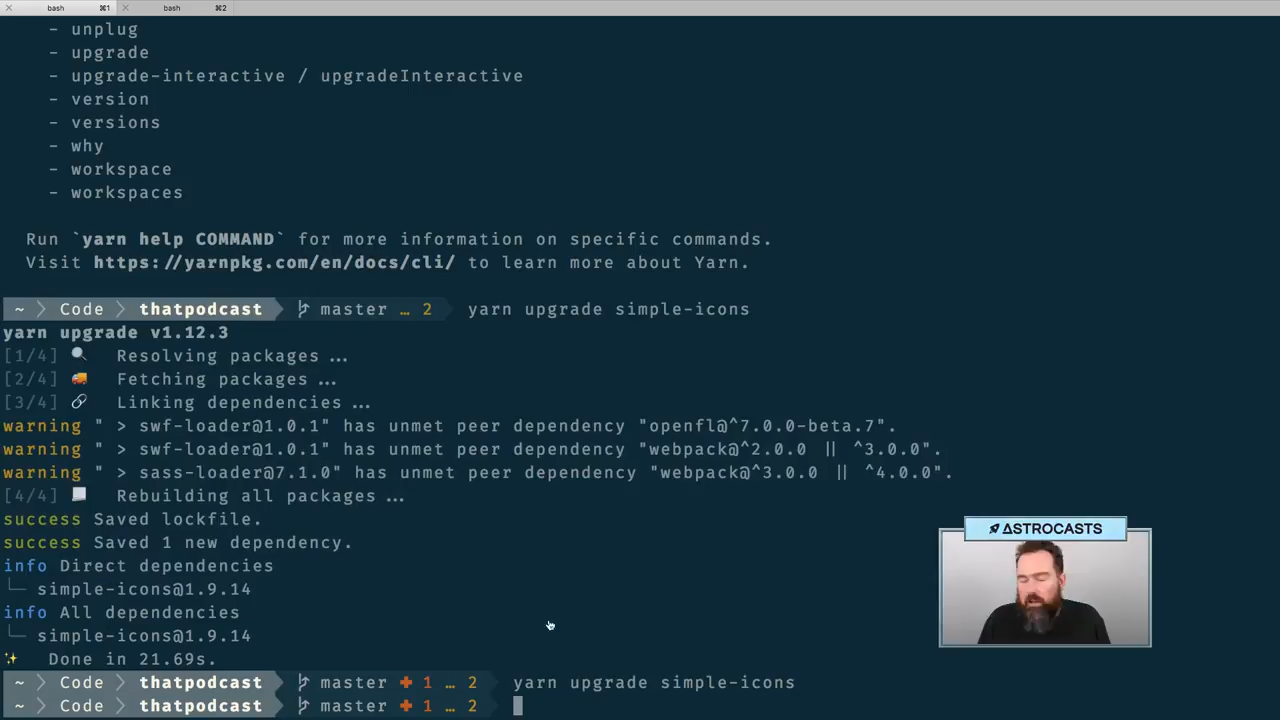 bash ⌘1 bash ⌘2
- unplug
- upgrade
- upgrade-interactive / upgradeInteractive
- version
- versions
- why
- workspace
- workspaces
Run `yarn help COMMAND` for more information on specific commands.
Visit https://yarnpkg.com/en/docs/cli/ to learn more about Yarn.
~ Code thatpodcast master … 2 yarn upgrade simple-icons
yarn upgrade v1.12.3
[1/4] 🔍 Resolving packages ...
[2/4] 🚚 Fetching packages ...
[3/4] 🔗 Linking dependencies ...
warning " > swf-loader@1.0.1" has unmet peer dependency "openfl@^7.0.0-beta.7".
warning " > swf-loader@1.0.1" has unmet peer dependency "webpack@^2.0.0 || ^3.0.0".
warning " > sass-loader@7.1.0" has unmet peer dependency "webpack@^3.0.0 || ^4.0.0".
[4/4] 📃 Rebuilding all packages ...
success Saved lockfile.
success Saved 1 new dependency.
info Direct dependencies
└─ simple-icons@1.9.14
info All dependencies
└─ simple-icons@1.9.14
✨ Done in 21.69s.
~ Code thatpodcast master ✚ 1 … 2 yarn upgrade simple-icons
~ Code thatpodcast master ✚ 1 … 2
ASTROCASTS